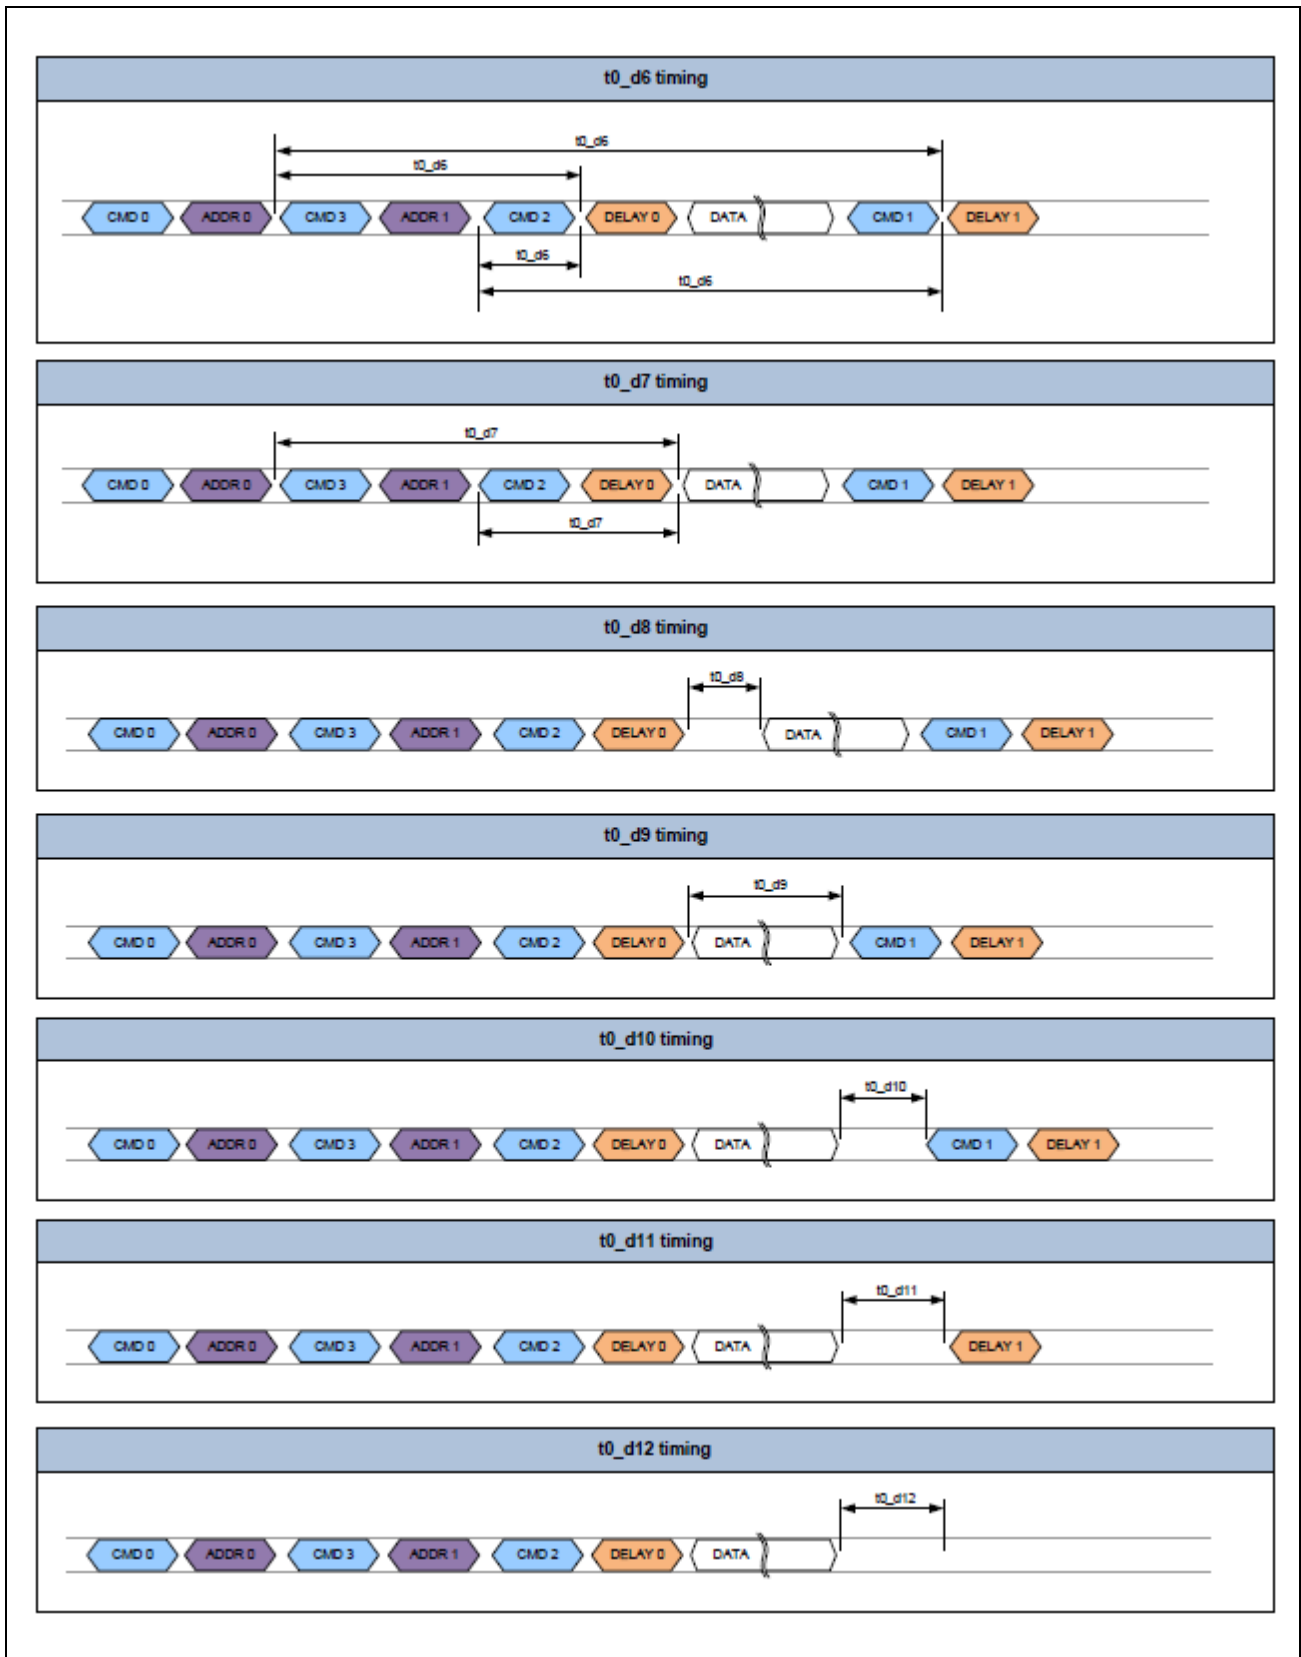 t0_d6 timing
t0_d6
t0_d6
CMD 0 ADDR 0 CMD 3 ADDR 1 CMD 2 DELAY 0 DATA CMD 1 DELAY 1
t0_d6
t0_d6
t0_d7 timing
t0_d7
CMD 0 ADDR 0 CMD 3 ADDR 1 CMD 2 DELAY 0 DATA CMD 1 DELAY 1
t0_d7
t0_d8 timing
t0_d8
CMD 0 ADDR 0 CMD 3 ADDR 1 CMD 2 DELAY 0 DATA CMD 1 DELAY 1
t0_d9 timing
t0_d9
CMD 0 ADDR 0 CMD 3 ADDR 1 CMD 2 DELAY 0 DATA CMD 1 DELAY 1
t0_d10 timing
t0_d10
CMD 0 ADDR 0 CMD 3 ADDR 1 CMD 2 DELAY 0 DATA CMD 1 DELAY 1
t0_d11 timing
t0_d11
CMD 0 ADDR 0 CMD 3 ADDR 1 CMD 2 DELAY 0 DATA DELAY 1
t0_d12 timing
t0_d12
CMD 0 ADDR 0 CMD 3 ADDR 1 CMD 2 DELAY 0 DATA